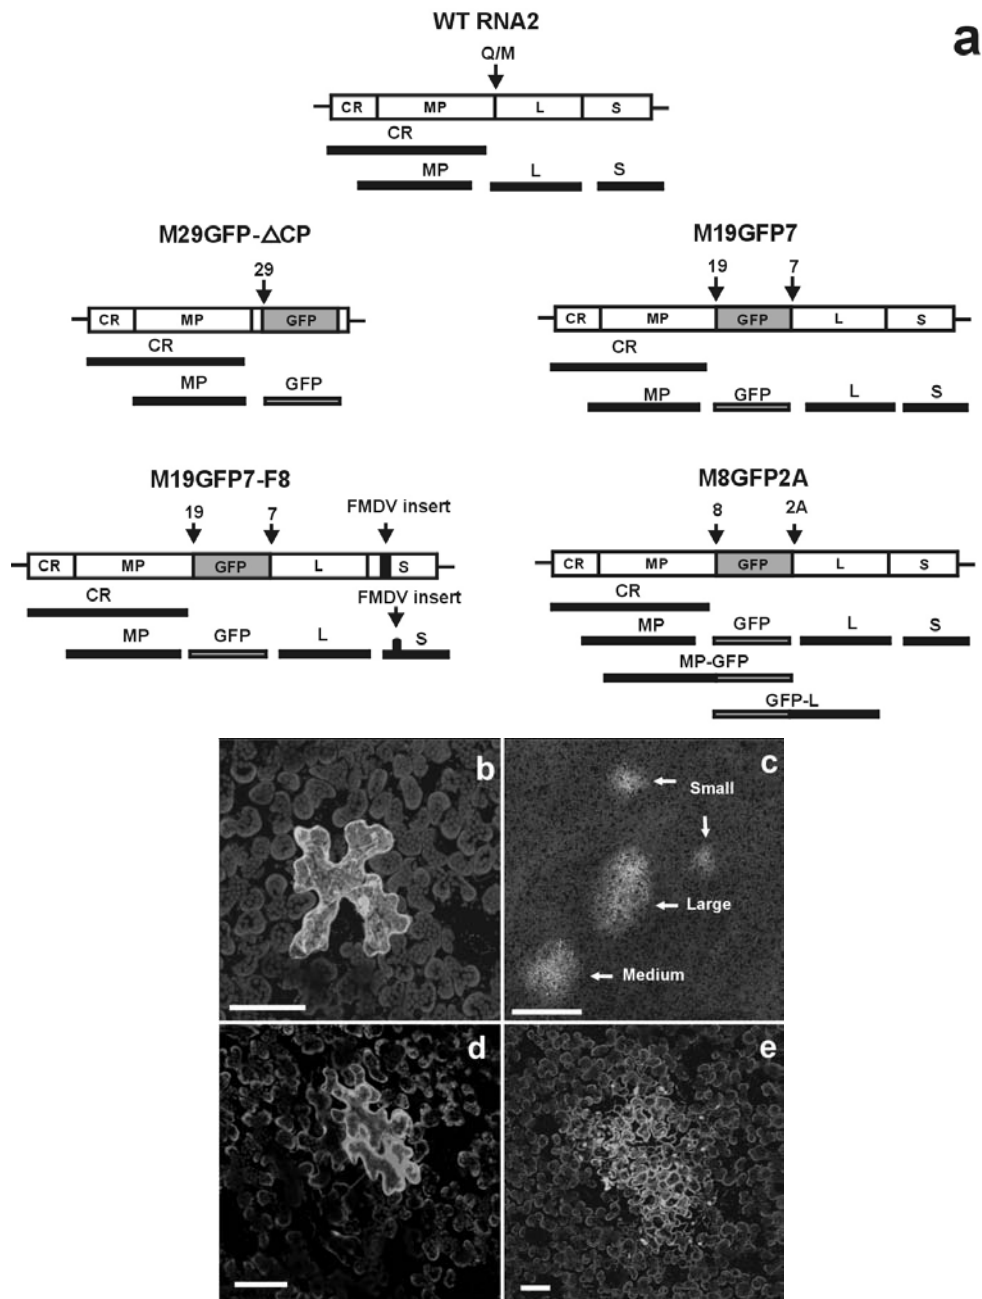 WT RNA2
a
Q/M
CR MP L S
CR
MP L S
M29GFP-ΔCP
29
CR MP GFP
CR
MP GFP
M19GFP7
19 7
CR MP GFP L S
CR
MP GFP L S
M19GFP7-F8
19 7 FMDV insert
CR MP GFP L S
CR FMDV insert
MP GFP L S
M8GFP2A
8 2A
CR MP GFP L S
CR
MP GFP L S
MP-GFP
GFP-L
b
c
Small
Large
Medium
d
e